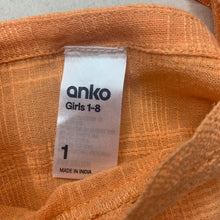 anko
Girls 1-8
1
MADE IN INDIA